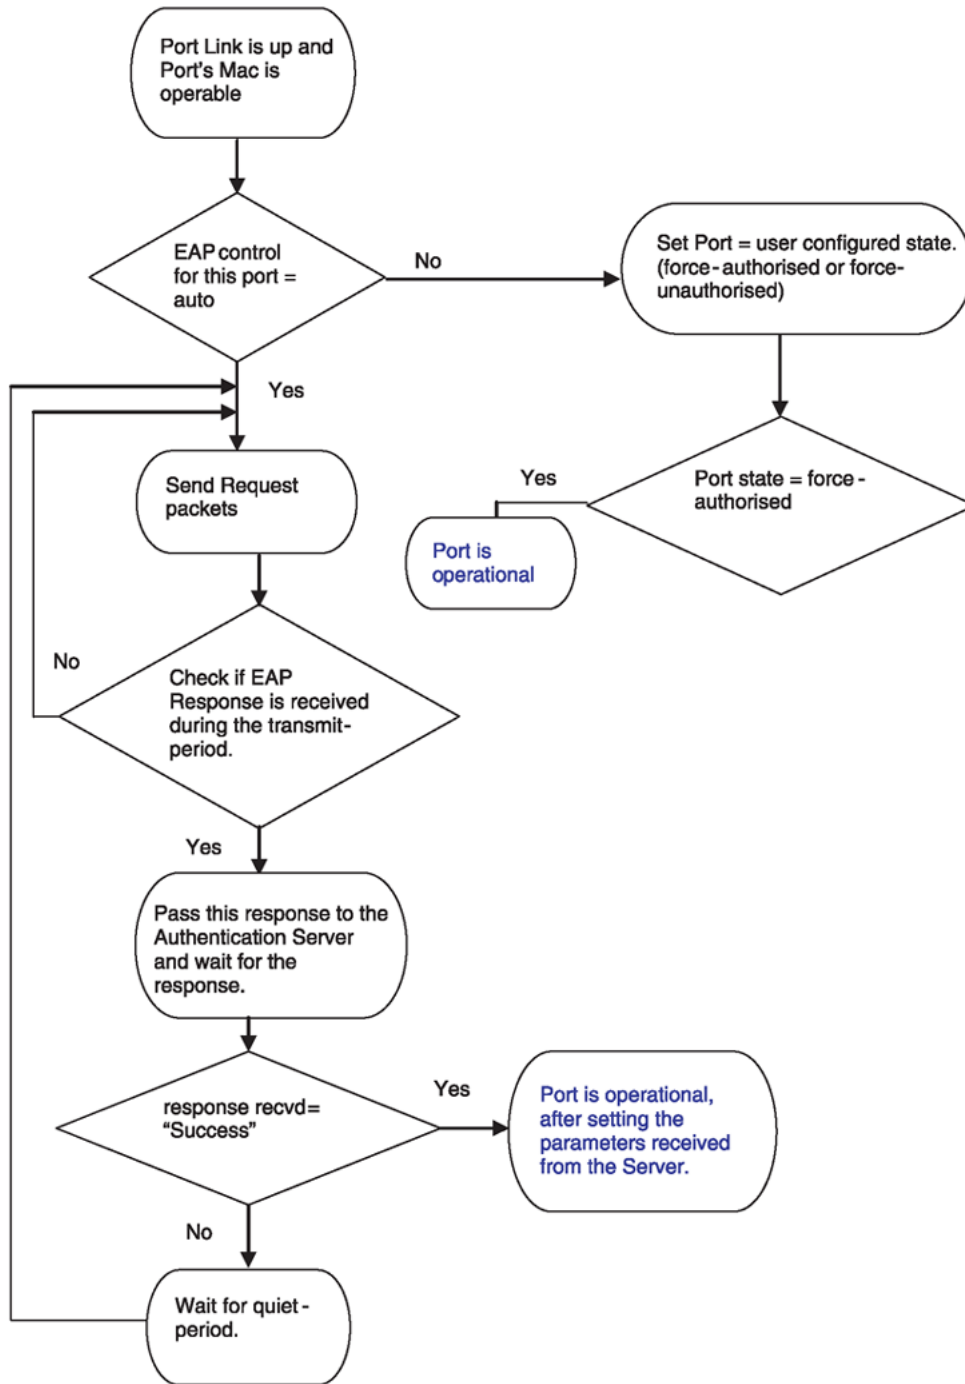 Port Link is up and
Port's Mac is
operable
EAP control
for this port =
auto
No
Set Port = user configured state.
(force-authorised or force-
unauthorised)
Yes
Send Request
packets
Yes
Port state = force-
authorised
Port is
operational
No
Check if EAP
Response is received
during the transmit-
period.
Yes
Pass this response to the
Authentication Server
and wait for the
response.
response recvd=
“Success”
Yes
Port is operational,
after setting the
parameters received
from the Server.
No
Wait for quiet-
period.